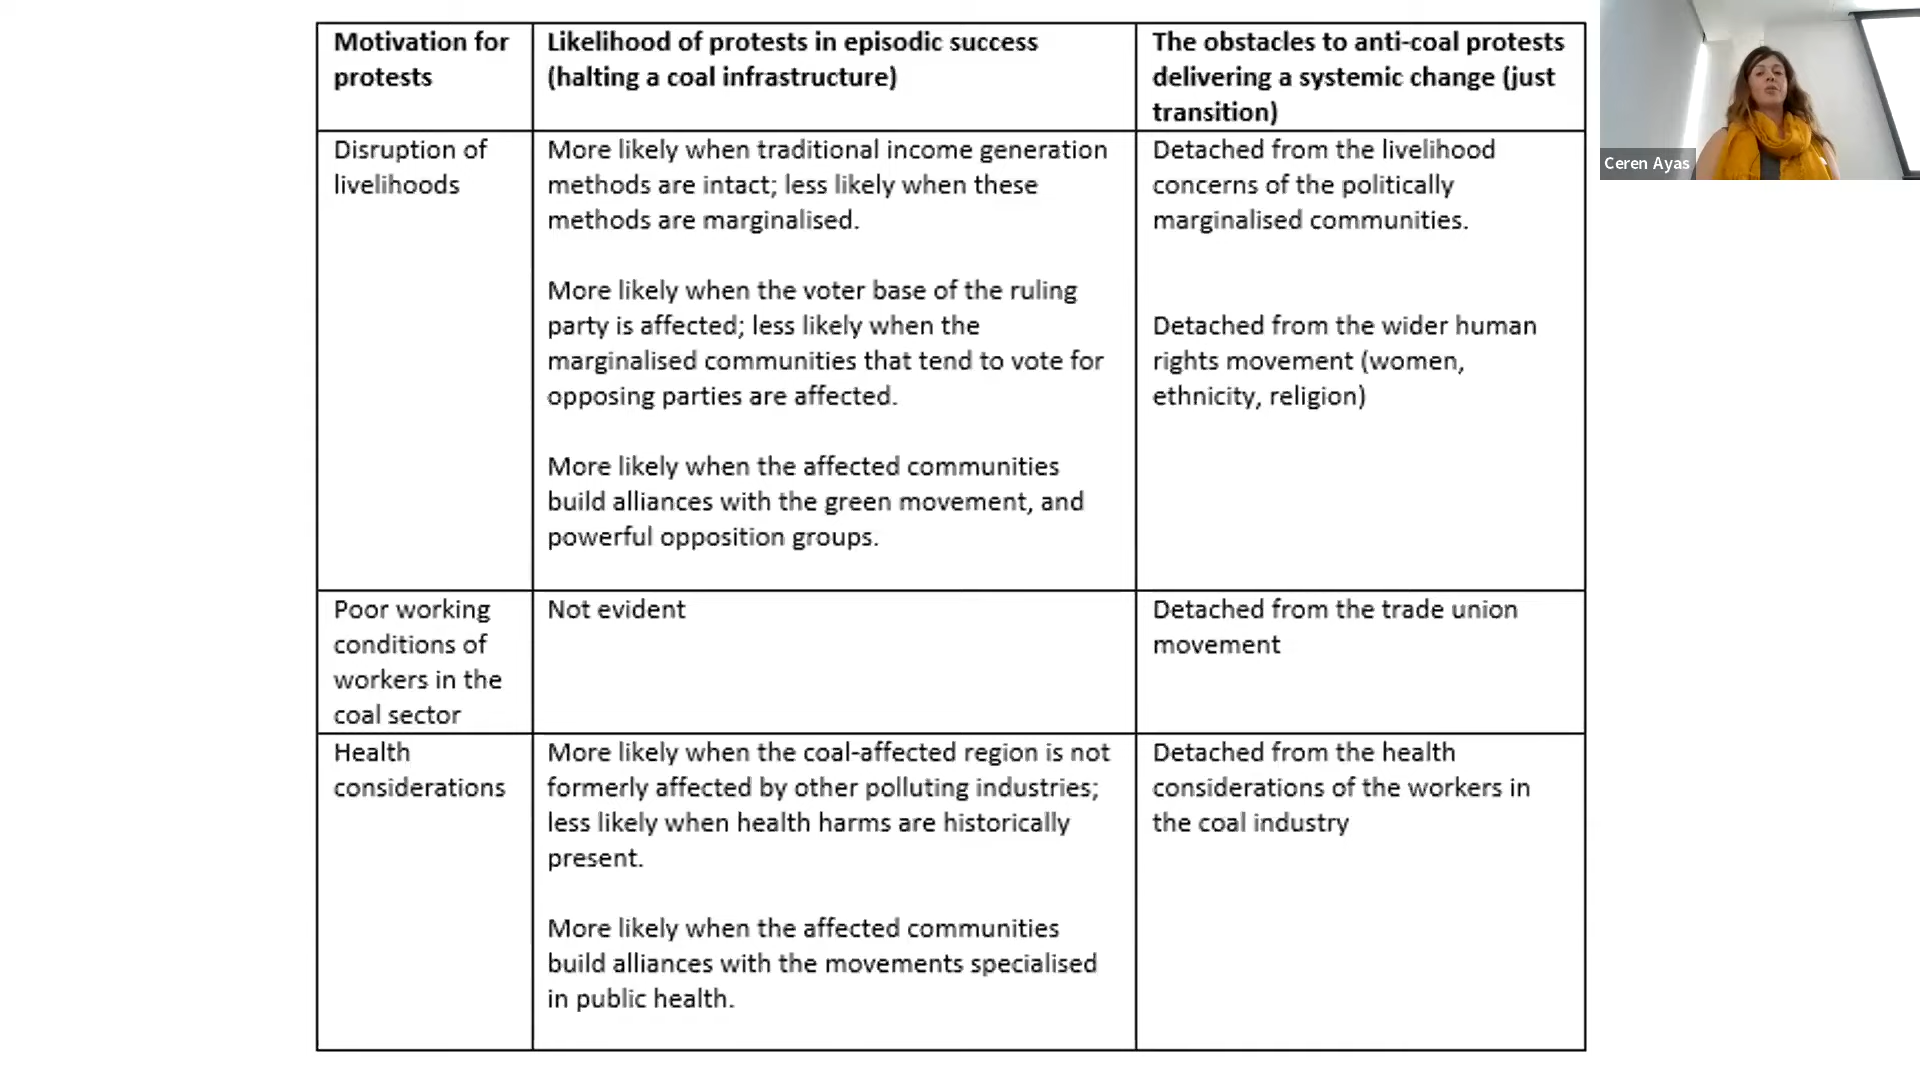 Motivation for
protests
Likelihood of protests in episodic success
(halting a coal infrastructure)
The obstacles to anti-coal protests
delivering a systemic change (just
transition)
Disruption of
livelihoods
More likely when traditional income generation
methods are intact; less likely when these
methods are marginalised.
More likely when the voter base of the ruling
party is affected; less likely when the
marginalised communities that tend to vote for
opposing parties are affected.
More likely when the affected communities
build alliances with the green movement, and
powerful opposition groups.
Detached from the livelihood
concerns of the politically
marginalised communities.
Detached from the wider human
rights movement (women,
ethnicity, religion)
Poor working
conditions of
workers in the
coal sector
Not evident
Detached from the trade union
movement
Health
considerations
More likely when the coal-affected region is not
formerly affected by other polluting industries;
less likely when health harms are historically
present.
More likely when the affected communities
build alliances with the movements specialised
in public health.
Detached from the health
considerations of the workers in
the coal industry
Ceren Ayas